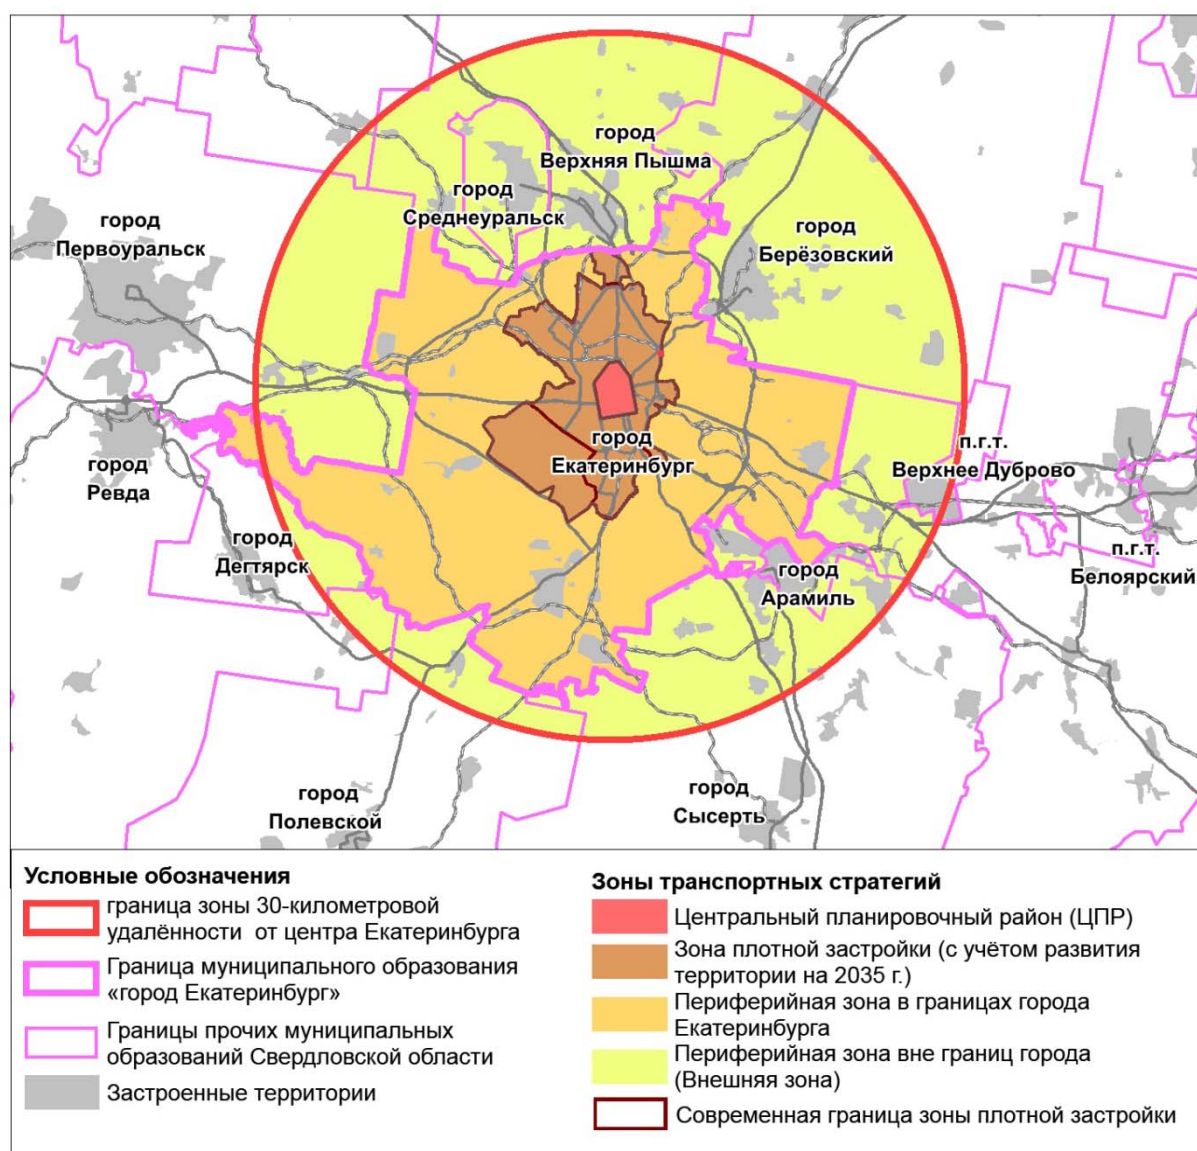 город
Верхняя Пышма
город
Среднеуральск
город
Первоуральск
город
Берёзовский
город
Екатеринбург
п.г.т.
Верхнее Дуброво
город
Ревда
город
Дегтярск
город
Арамиль
п.г.т.
Белоярский
город
Полевской
город
Сысерть
Условные обозначения
граница зоны 30-километровой
удалённости от центра Екатеринбурга
Граница муниципального образования
«город Екатеринбург»
Границы прочих муниципальных
образований Свердловской области
Застроенные территории
Зоны транспортных стратегий
Центральный планировочный район (ЦПР)
Зона плотной застройки (с учётом развития
территории на 2035 г.)
Периферийная зона в границах города
Екатеринбурга
Периферийная зона вне границ города
(Внешняя зона)
Современная граница зоны плотной застройки